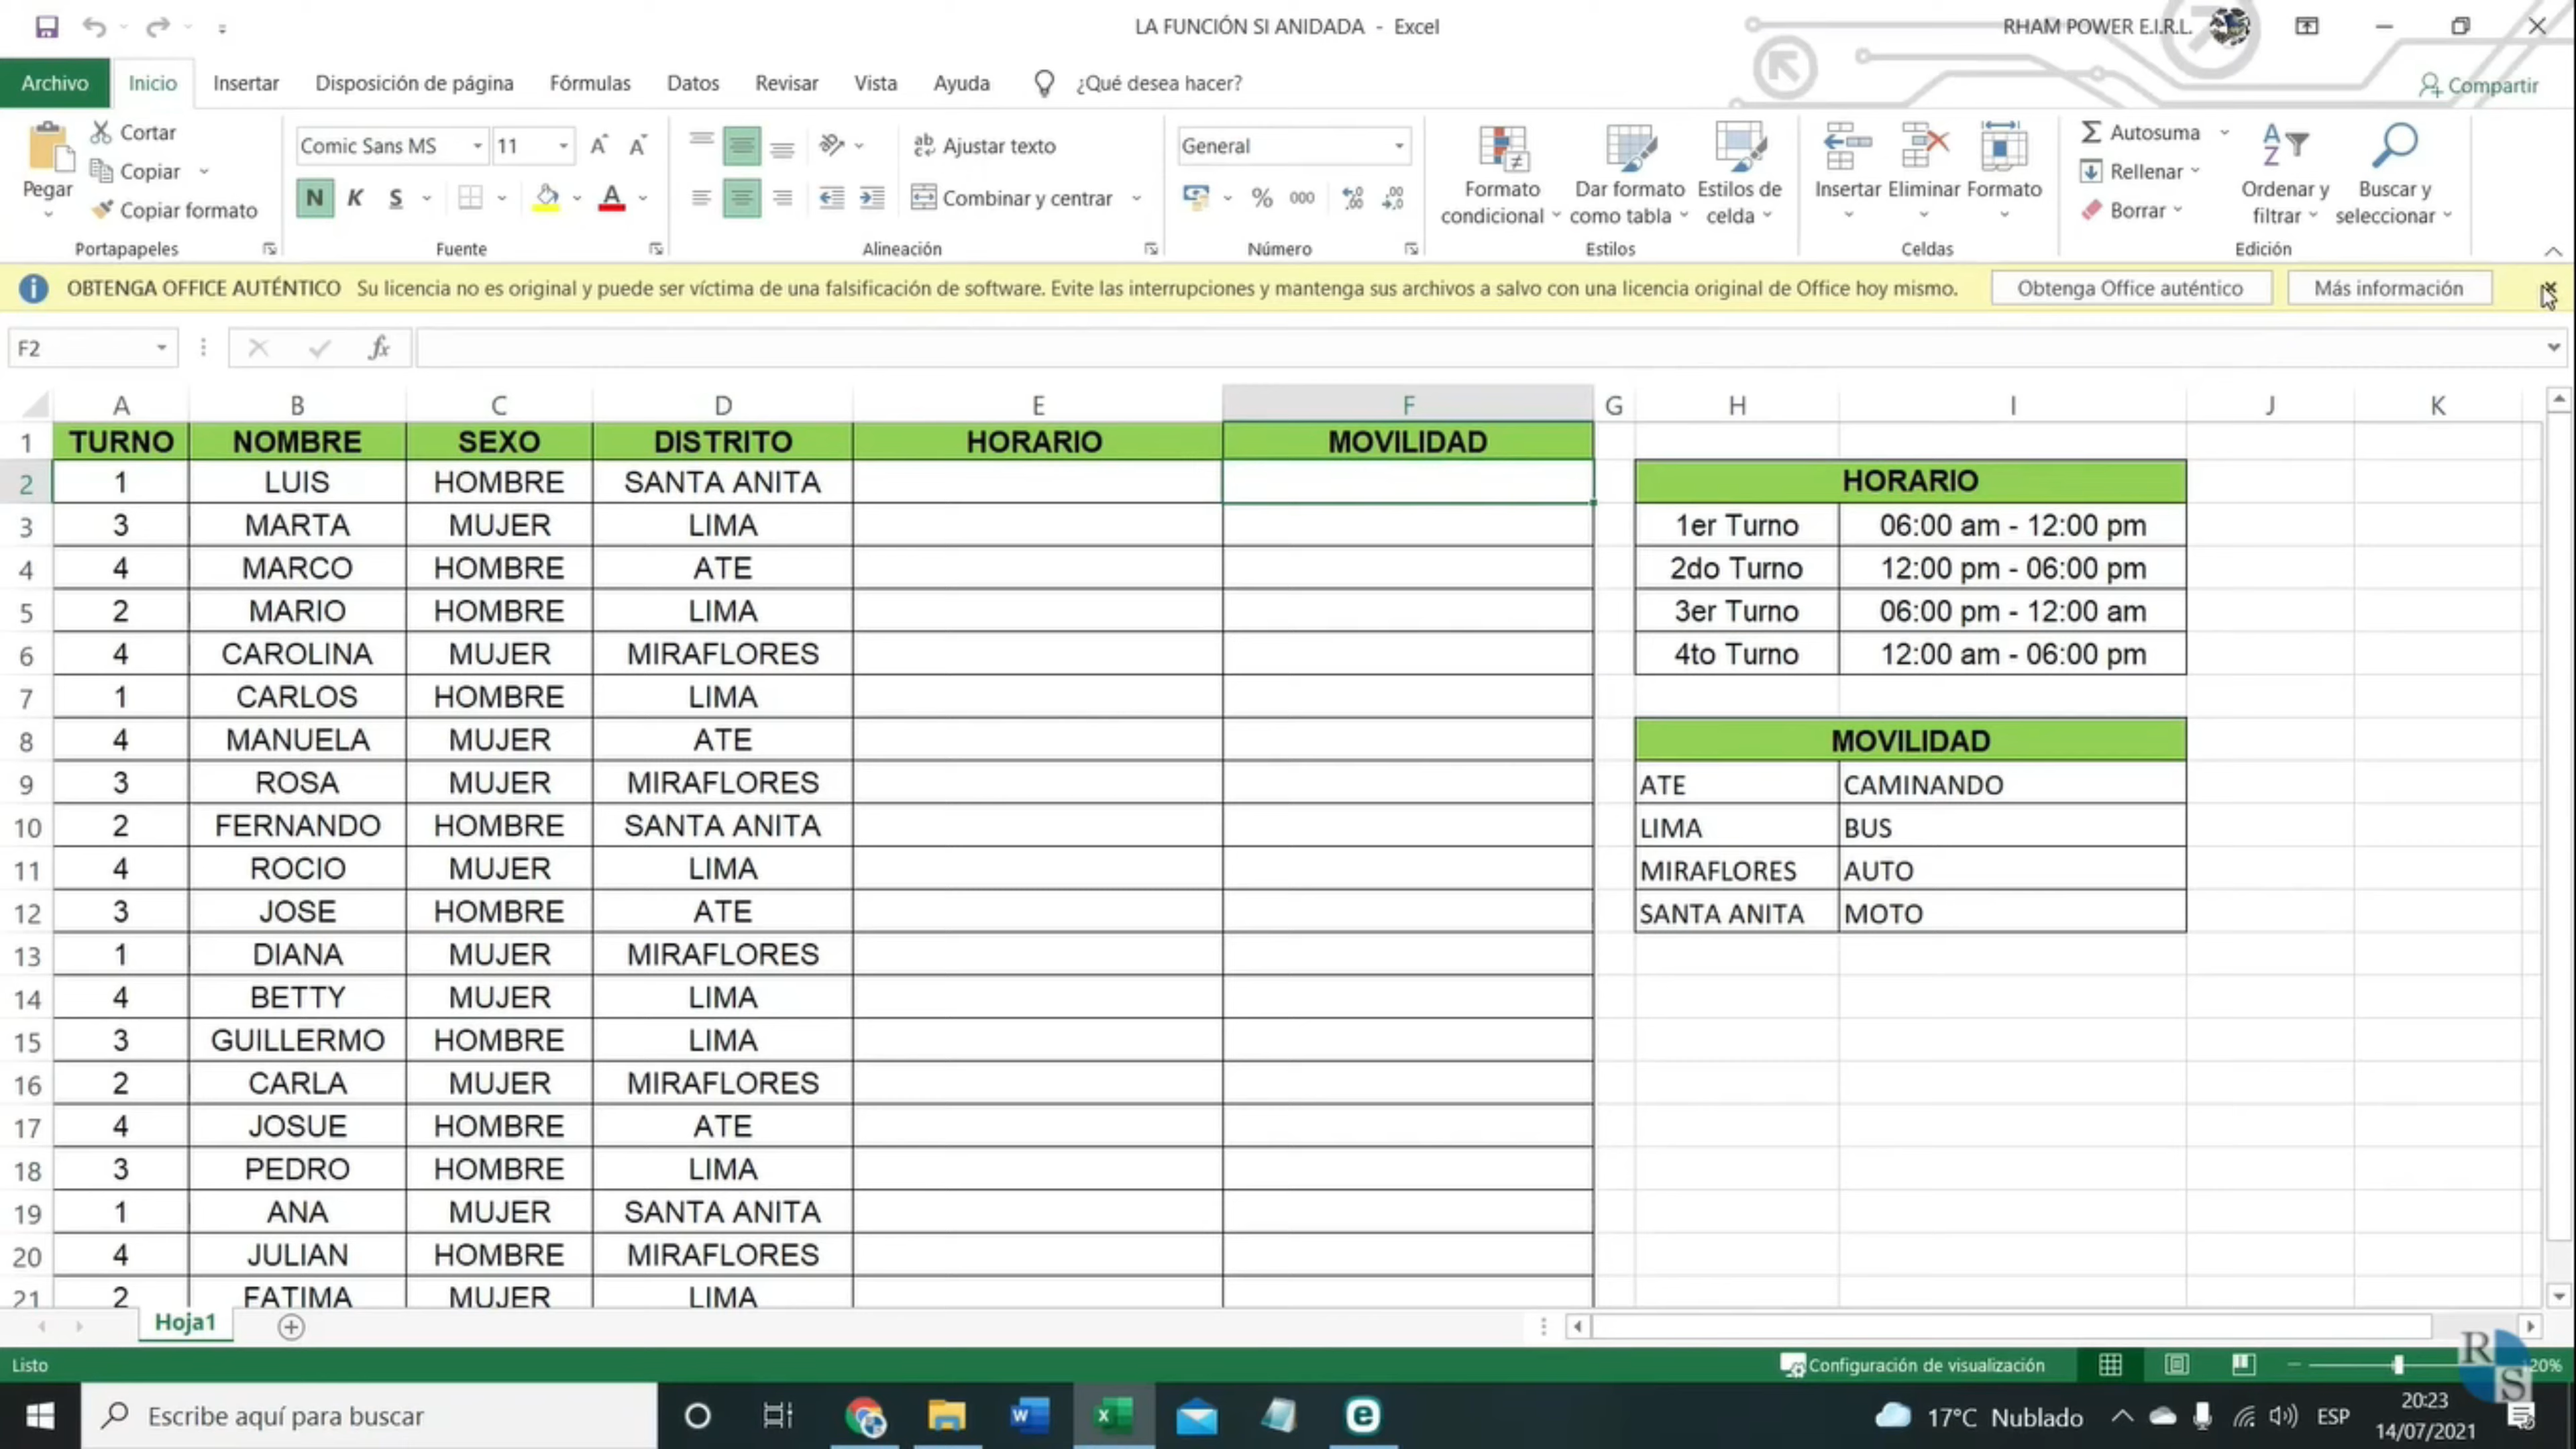 LA FUNCIÓN SI ANIDADA - Excel
RHAM POWER E.I.R.L.
Archivo Inicio Insertar Disposición de página Fórmulas Datos Revisar Vista Ayuda ¿Qué desea hacer? Compartir
Pegar
Cortar
Copiar
Copiar formato
Portapapeles
Comic Sans MS 11
N K S
Fuente
Ajustar texto
Combinar y centrar
Alineación
General
% 000
Número
Formato condicional
Dar formato como tabla
Estilos de celda
Estilos
Insertar Eliminar Formato
Celdas
Autosuma
Rellenar
Borrar
Ordenar y filtrar
Buscar y seleccionar
Edición
OBTENGA OFFICE AUTÉNTICO Su licencia no es original y puede ser víctima de una falsificación de software. Evite las interrupciones y mantenga sus archivos a salvo con una licencia original de Office hoy mismo. Obtenga Office auténtico Más información
F2 fx
A B C D E F G H I J K
1 TURNO NOMBRE SEXO DISTRITO HORARIO MOVILIDAD
2 1 LUIS HOMBRE SANTA ANITA HORARIO
3 3 MARTA MUJER LIMA 1er Turno 06:00 am - 12:00 pm
4 4 MARCO HOMBRE ATE 2do Turno 12:00 pm - 06:00 pm
5 2 MARIO HOMBRE LIMA 3er Turno 06:00 pm - 12:00 am
6 4 CAROLINA MUJER MIRAFLORES 4to Turno 12:00 am - 06:00 pm
7 1 CARLOS HOMBRE LIMA
8 4 MANUELA MUJER ATE MOVILIDAD
9 3 ROSA MUJER MIRAFLORES ATE CAMINANDO
10 2 FERNANDO HOMBRE SANTA ANITA LIMA BUS
11 4 ROCIO MUJER LIMA MIRAFLORES AUTO
12 3 JOSE HOMBRE ATE SANTA ANITA MOTO
13 1 DIANA MUJER MIRAFLORES
14 4 BETTY MUJER LIMA
15 3 GUILLERMO HOMBRE LIMA
16 2 CARLA MUJER MIRAFLORES
17 4 JOSUE HOMBRE ATE
18 3 PEDRO HOMBRE LIMA
19 1 ANA MUJER SANTA ANITA
20 4 JULIAN HOMBRE MIRAFLORES
21 2 FATIMA MUJER LIMA
Hoja1
Listo Configuración de visualización 20%
RS
Escribe aquí para buscar 17°C Nublado ESP 20:23
14/07/2021